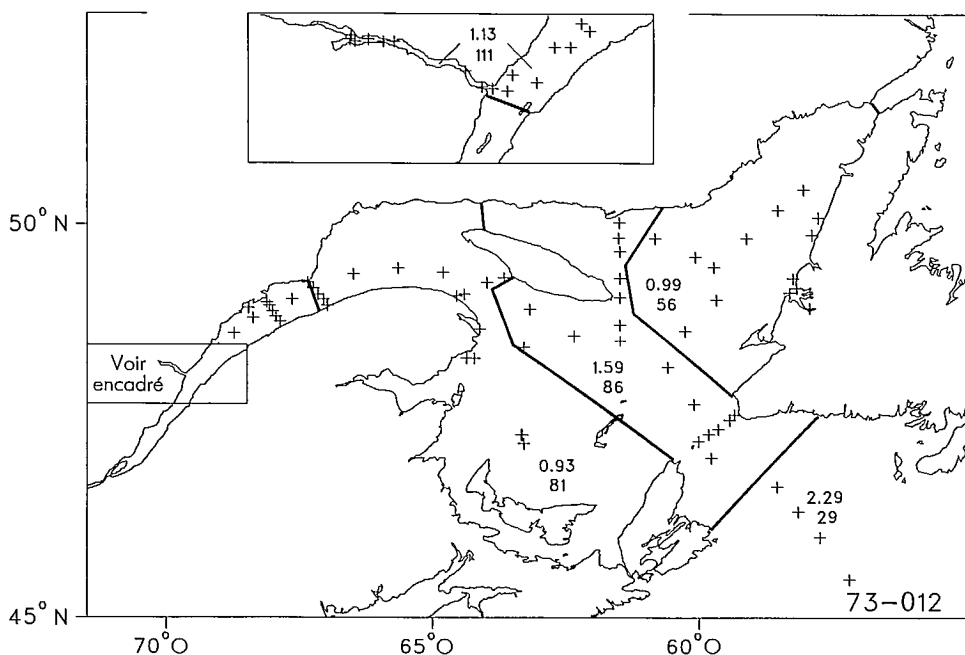 1.13
111
50° N
0.99
56
Voir
encadré
1.59
86
0.93
81
2.29
29
73-012
45° N
70°O
65°O
60°O